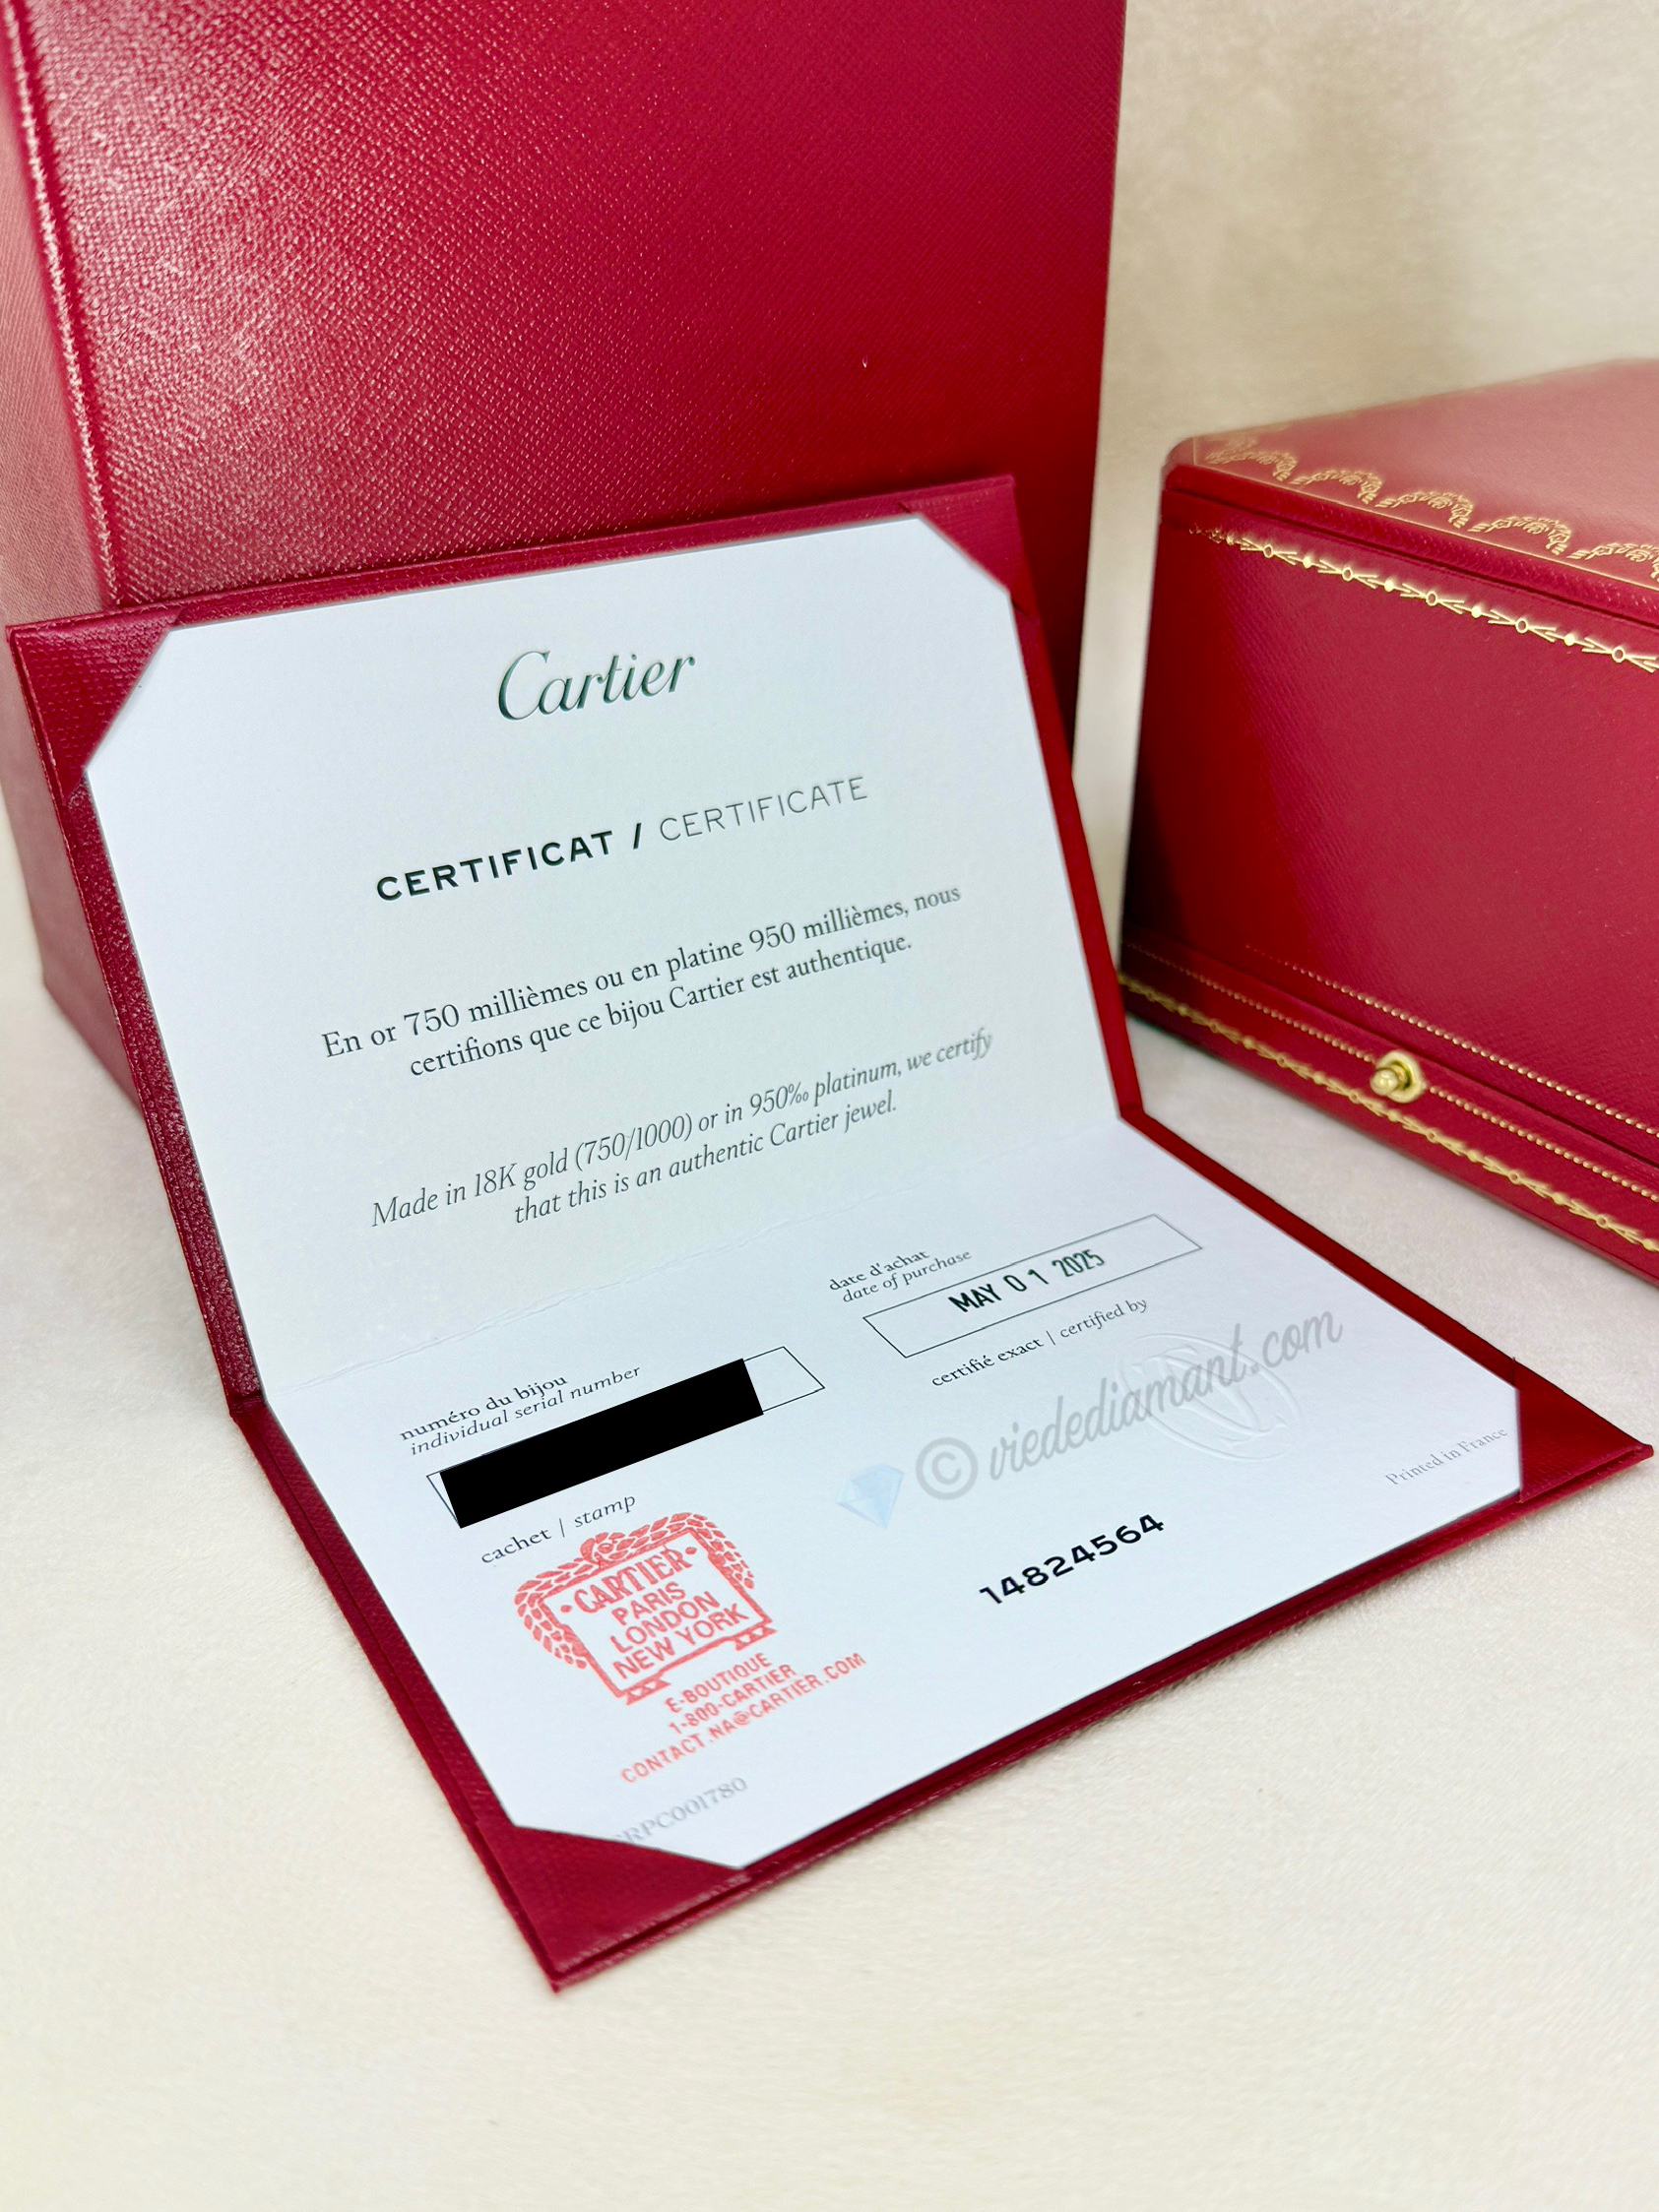 Cartier
CERTIFICAT / CERTIFICATE
En or 750 millièmes ou en platine 950 millièmes, nous
certifions que ce bijou Cartier est authentique.
Made in 18K gold (750/1000) or in 950‰ platinum, we certify
that this is an authentic Cartier jewel.
date d'achat
date of purchase
MAY 01 2025
certifié exact | certified by
numéro du bijou
individual serial number
cachet | stamp
© viedediamant.com
Printed in France
14824564
CARTIER
PARIS
LONDON
NEW YORK
E-BOUTIQUE
1-800-CARTIER
CONTACT.NA@CARTIER.COM
RPC001780